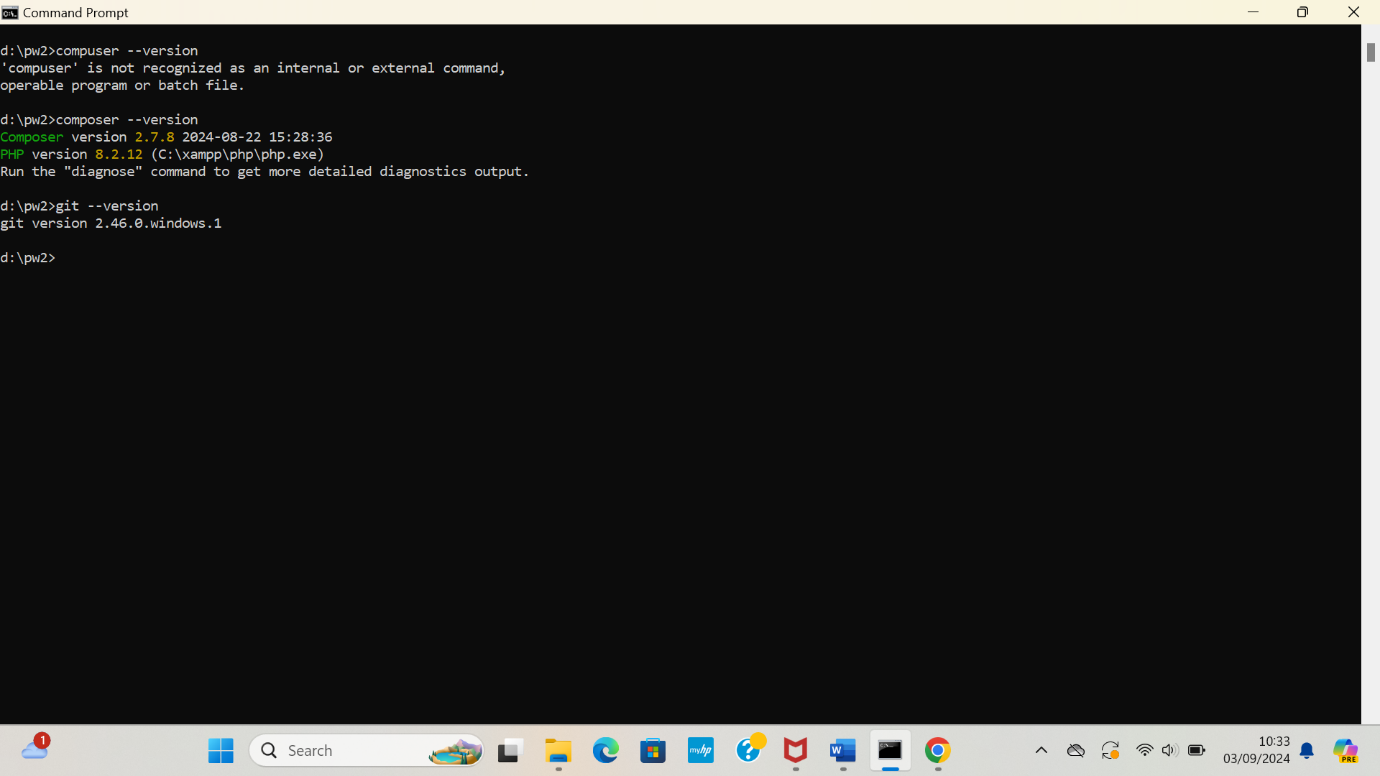 Command Prompt
d:\pw2>compuser --version
'compuser' is not recognized as an internal or external command,
operable program or batch file.
d:\pw2>composer --version
Composer version 2.7.8 2024-08-22 15:28:36
PHP version 8.2.12 (C:\xampp\php\php.exe)
Run the "diagnose" command to get more detailed diagnostics output.
d:\pw2>git --version
git version 2.46.0.windows.1
d:\pw2>
1
Search
myhp
W
10:33
03/09/2024
PRE